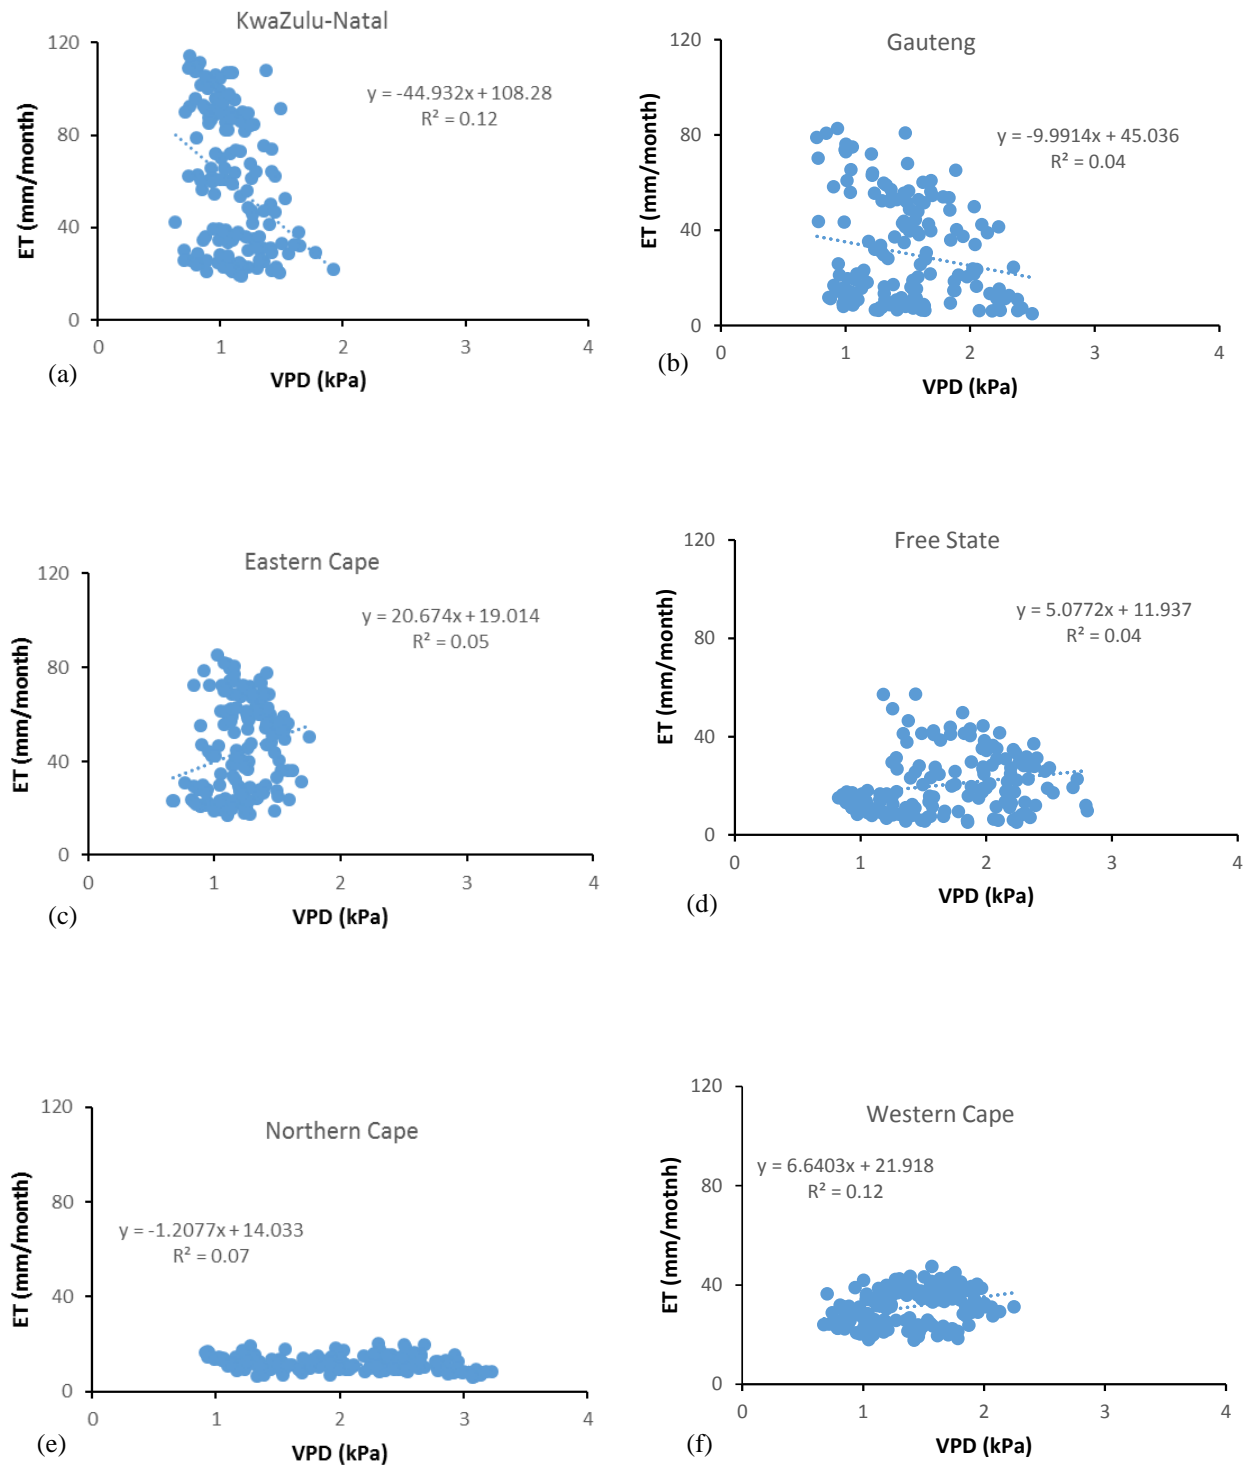 KwaZulu-Natal
120
80
40
0
ET (mm/month)
y = -44.932x + 108.28
R² = 0.12
0 1 2 3 4
VPD (kPa)
(a)
Gauteng
120
80
40
0
ET (mm/month)
y = -9.9914x + 45.036
R² = 0.04
0 1 2 3 4
VPD (kPa)
(b)
Eastern Cape
120
80
40
0
ET (mm/month)
y = 20.674x + 19.014
R² = 0.05
0 1 2 3 4
VPD (kPa)
(c)
Free State
120
80
40
0
ET (mm/month)
y = 5.0772x + 11.937
R² = 0.04
0 1 2 3 4
VPD (kPa)
(d)
Northern Cape
120
80
40
0
ET (mm/month)
y = -1.2077x + 14.033
R² = 0.07
0 1 2 3 4
VPD (kPa)
(e)
Western Cape
120
80
40
0
ET (mm/motnh)
y = 6.6403x + 21.918
R² = 0.12
0 1 2 3 4
VPD (kPa)
(f)